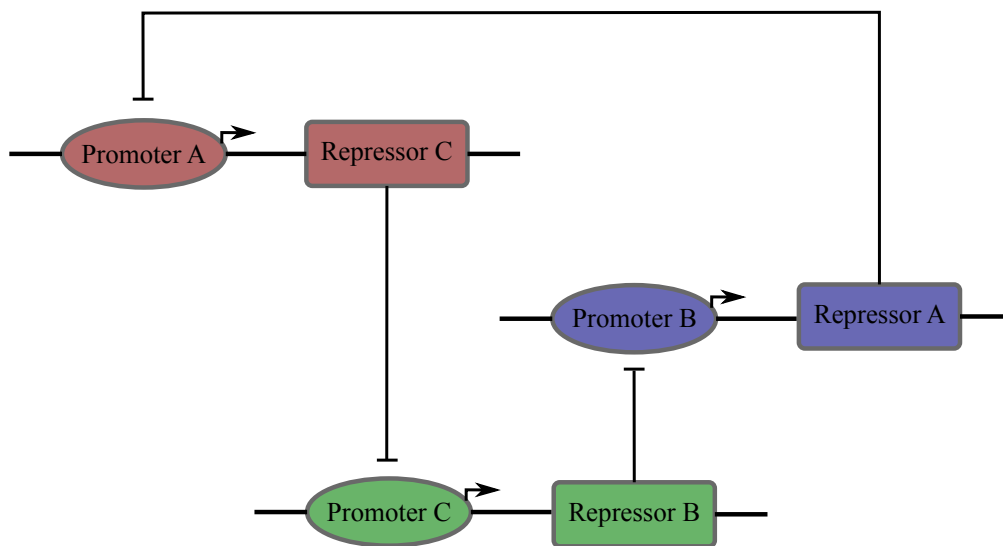 Promoter A
Repressor C
Promoter B
Repressor A
Promoter C
Repressor B